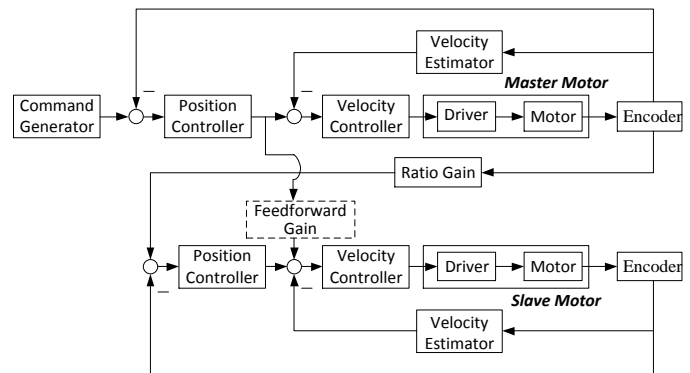 Velocity
Estimator
Master Motor
Command
Generator
Position
Controller
Velocity
Controller
Driver
Motor
Encoder
Ratio Gain
Feedforward
Gain
Position
Controller
Velocity
Controller
Driver
Motor
Encoder
Slave Motor
Velocity
Estimator